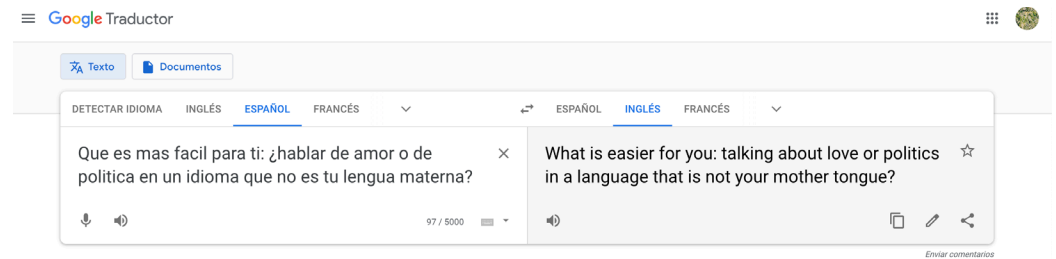 Google Traductor
Texto
Documentos
DETECTAR IDIOMA INGLÉS ESPAÑOL FRANCÉS
ESPAÑOL INGLÉS FRANCÉS
Que es mas facil para ti: ¿hablar de amor o de
politica en un idioma que no es tu lengua materna?
97 / 5000
What is easier for you: talking about love or politics
in a language that is not your mother tongue?
Enviar comentarios